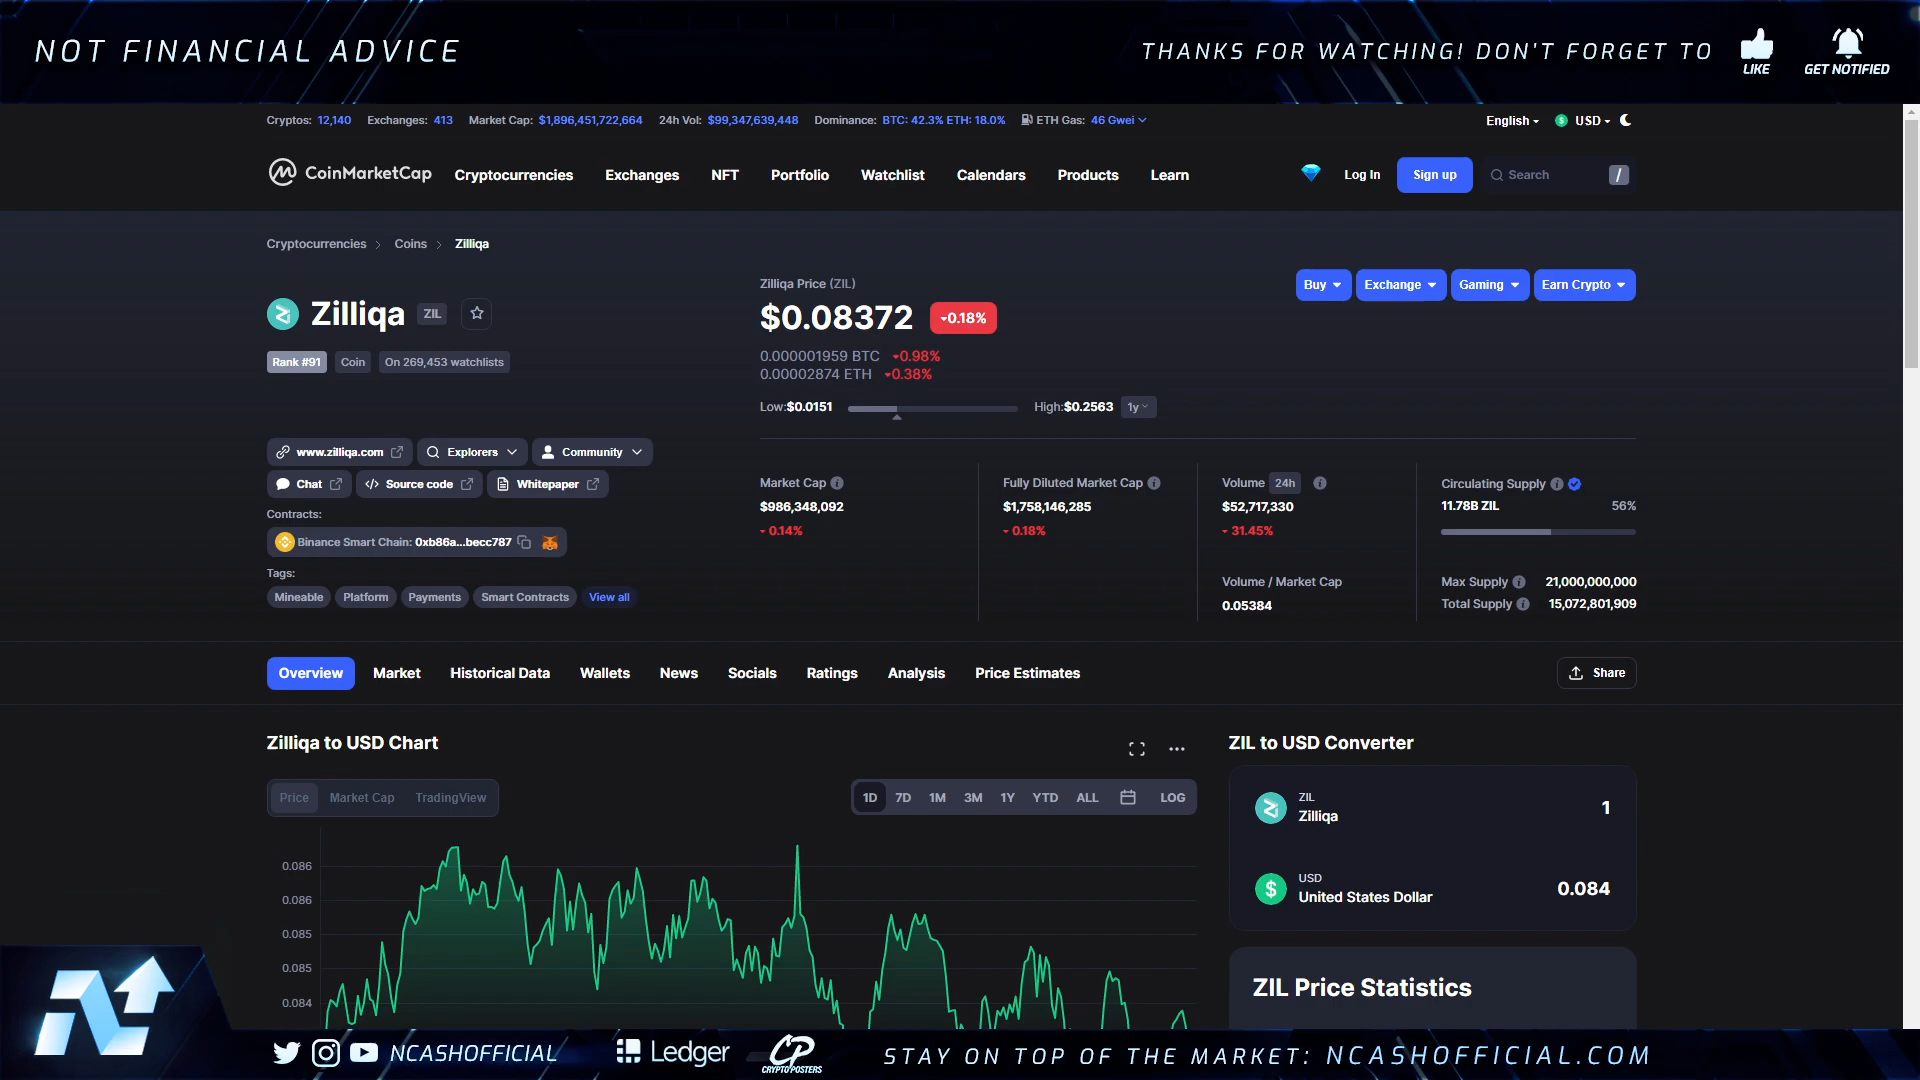 NOT FINANCIAL ADVICE
THANKS FOR WATCHING! DON'T FORGET TO
LIKE
GET NOTIFIED
Cryptos: 12,140 Exchanges: 413 Market Cap: $1,896,451,722,664 24h Vol: $99,347,639,448 Dominance: BTC: 42.3% ETH: 18.0% ETH Gas: 46 Gwei
English
$ USD
CoinMarketCap
Cryptocurrencies Exchanges NFT Portfolio Watchlist Calendars Products Learn
Log In
Sign up
Search /
Cryptocurrencies > Coins > Zilliqa
Zilliqa ZIL
Rank #91 Coin On 269,453 watchlists
Zilliqa Price (ZIL)
$0.08372 0.18%
0.000001959 BTC 0.98%
0.00002874 ETH 0.38%
Low:$0.0151 High:$0.2563 1y
Buy Exchange Gaming Earn Crypto
www.zilliqa.com Explorers Community
Chat </> Source code Whitepaper
Contracts:
Binance Smart Chain: 0xb86a...becc787
Tags:
Mineable Platform Payments Smart Contracts View all
Market Cap
$986,348,092
0.14%
Fully Diluted Market Cap
$1,758,146,285
0.18%
Volume 24h
$52,717,330
31.45%
Volume / Market Cap
0.05384
Circulating Supply
11.78B ZIL 56%
Max Supply 21,000,000,000
Total Supply 15,072,801,909
Overview Market Historical Data Wallets News Socials Ratings Analysis Price Estimates
Share
Zilliqa to USD Chart
Price Market Cap TradingView
1D 7D 1M 3M 1Y YTD ALL LOG
0.086
0.086
0.085
0.085
0.084
ZIL to USD Converter
ZIL
Zilliqa 1
USD
$ United States Dollar 0.084
ZIL Price Statistics
NCASHOFFICIAL
Ledger
CP
CRYPTO POSTERS
STAY ON TOP OF THE MARKET: NCASHOFFICIAL.COM